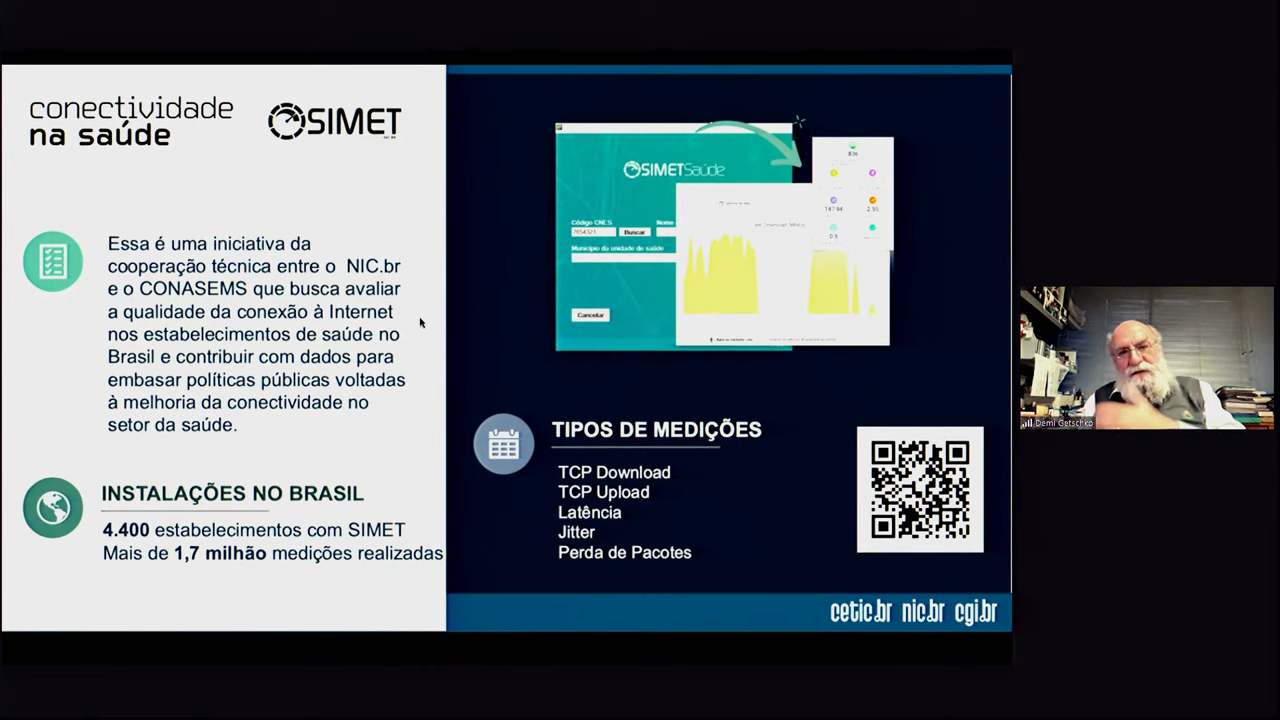 conectividade
na saúde
SIMET
Essa é uma iniciativa da
cooperação técnica entre o NIC.br
e o CONASEMS que busca avaliar
a qualidade da conexão à Internet
nos estabelecimentos de saúde no
Brasil e contribuir com dados para
embasar políticas públicas voltadas
à melhoria da conectividade no
setor da saúde.
INSTALAÇÕES NO BRASIL
4.400 estabelecimentos com SIMET
Mais de 1,7 milhão medições realizadas
SIMETSaúde
Código CNES
Nome
Buscar
Município da unidade de saúde
Cancelar
TIPOS DE MEDIÇÕES
TCP Download
TCP Upload
Latência
Jitter
Perda de Pacotes
cetic.br nic.br cgi.br
Demi Getschko